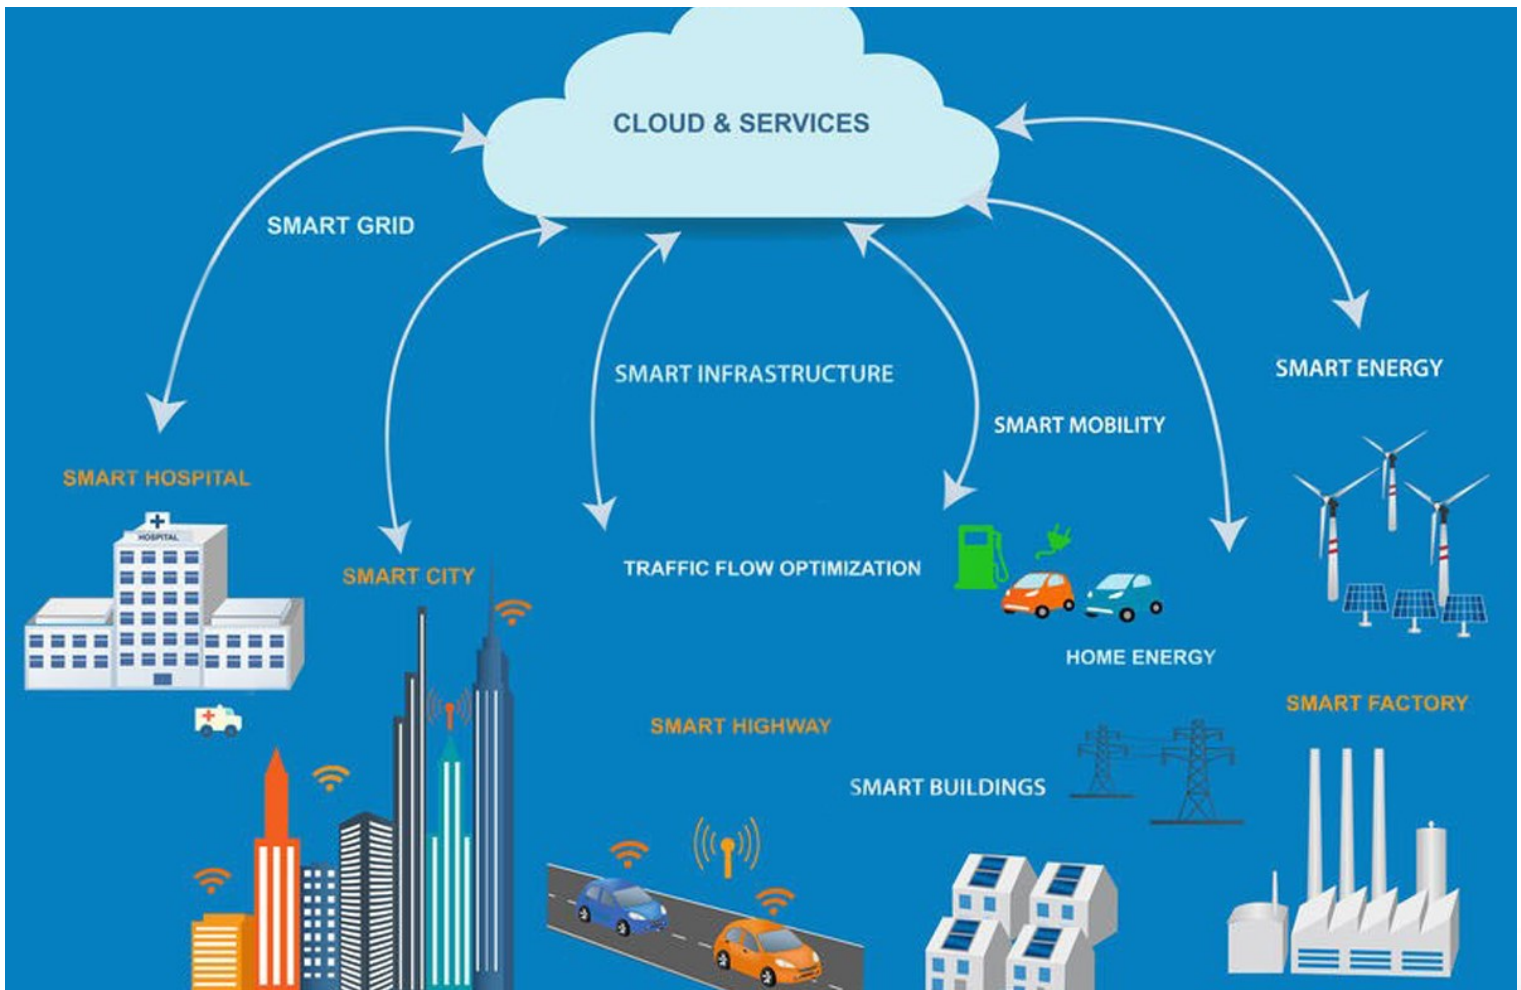 CLOUD & SERVICES
SMART GRID
SMART INFRASTRUCTURE
SMART ENERGY
SMART MOBILITY
SMART HOSPITAL
HOSPITAL
SMART CITY
TRAFFIC FLOW OPTIMIZATION
HOME ENERGY
SMART FACTORY
SMART HIGHWAY
SMART BUILDINGS